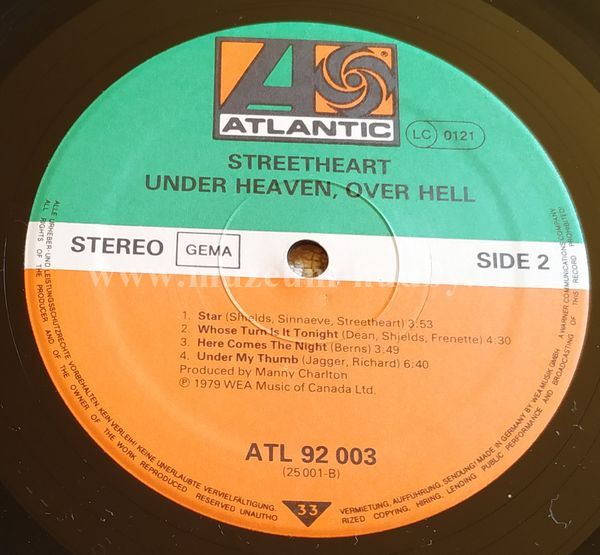 ATLANTIC
LC 0121
STREETHEART
UNDER HEAVEN, OVER HELL
STEREO GEMA SIDE 2
1. Star (Shields, Sinnaeve, Streetheart) 3:53
2. Whose Turn Is It Tonight (Dean, Shields, Frenette) 4:30
3. Here Comes The Night (Berns) 3:49
4. Under My Thumb (Jagger, Richard) 6:40
Produced by Manny Charlton
Ⓟ 1979 WEA Music of Canada Ltd.
ATL 92 003
(25 001-B)
33
ALLE URHEBER- UND LEISTUNGSSCHUTZRECHTE VORBEHALTEN. KEIN VERLEIH! KEINE UNERLAUBTE VERVIELFÄLTIGUNG, VERMIETUNG, AUFFÜHRUNG, SENDUNG! MADE IN GERMANY BY WEA MUSIK GMBH. A WARNER COMMUNICATIONS COMPANY
ALL RIGHTS OF THE PRODUCER AND OF THE OWNER OF THE WORK REPRODUCED RESERVED UNAUTHO RIZED COPYING, HIRING, LENDING PUBLIC PERFORMANCE AND BROADCASTING OF THIS RECORD PROHIBITED!